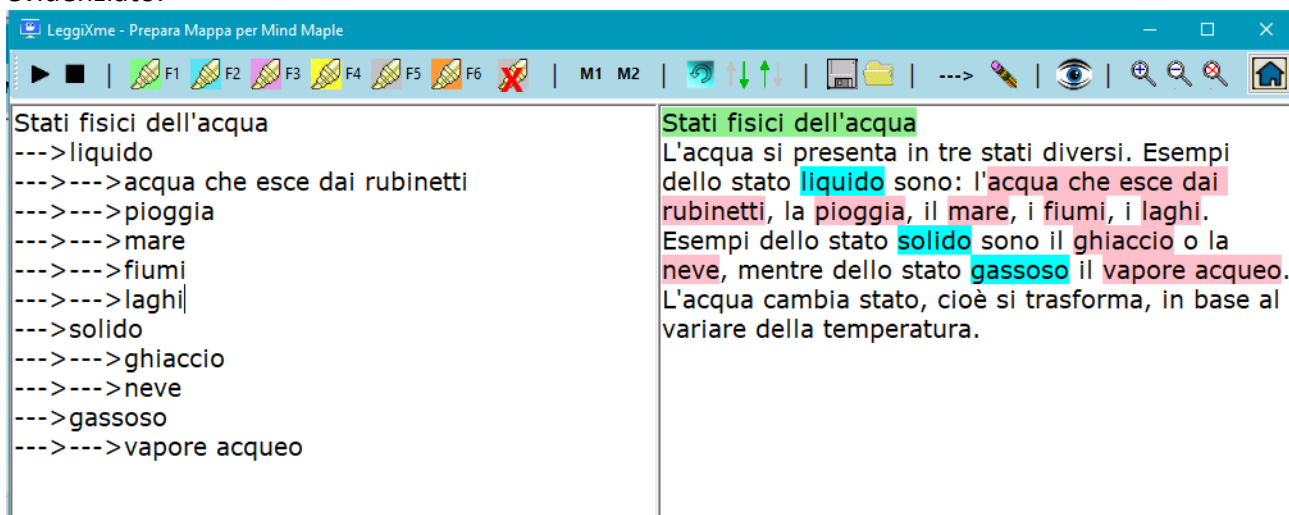 LeggiXme - Prepara Mappa per Mind Maple
F1 F2 F3 F4 F5 F6 M1 M2 --->
Stati fisici dell'acqua
--->liquido
--->--->acqua che esce dai rubinetti
--->--->pioggia
--->--->mare
--->--->fiumi
--->--->laghi
--->solido
--->--->ghiaccio
--->--->neve
--->gassoso
--->--->vapore acqueo
Stati fisici dell'acqua
L'acqua si presenta in tre stati diversi. Esempi
dello stato liquido sono: l'acqua che esce dai
rubinetti, la pioggia, il mare, i fiumi, i laghi.
Esempi dello stato solido sono il ghiaccio o la
neve, mentre dello stato gassoso il vapore acqueo.
L'acqua cambia stato, cioè si trasforma, in base al
variare della temperatura.